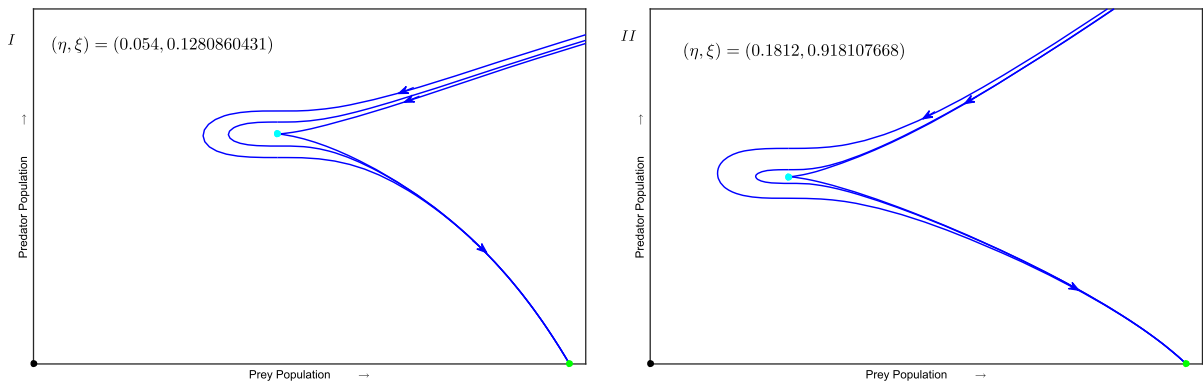 I
(η, ξ) = (0.054, 0.1280860431)
Predator Population →
Prey Population →
II
(η, ξ) = (0.1812, 0.918107668)
Predator Population →
Prey Population →